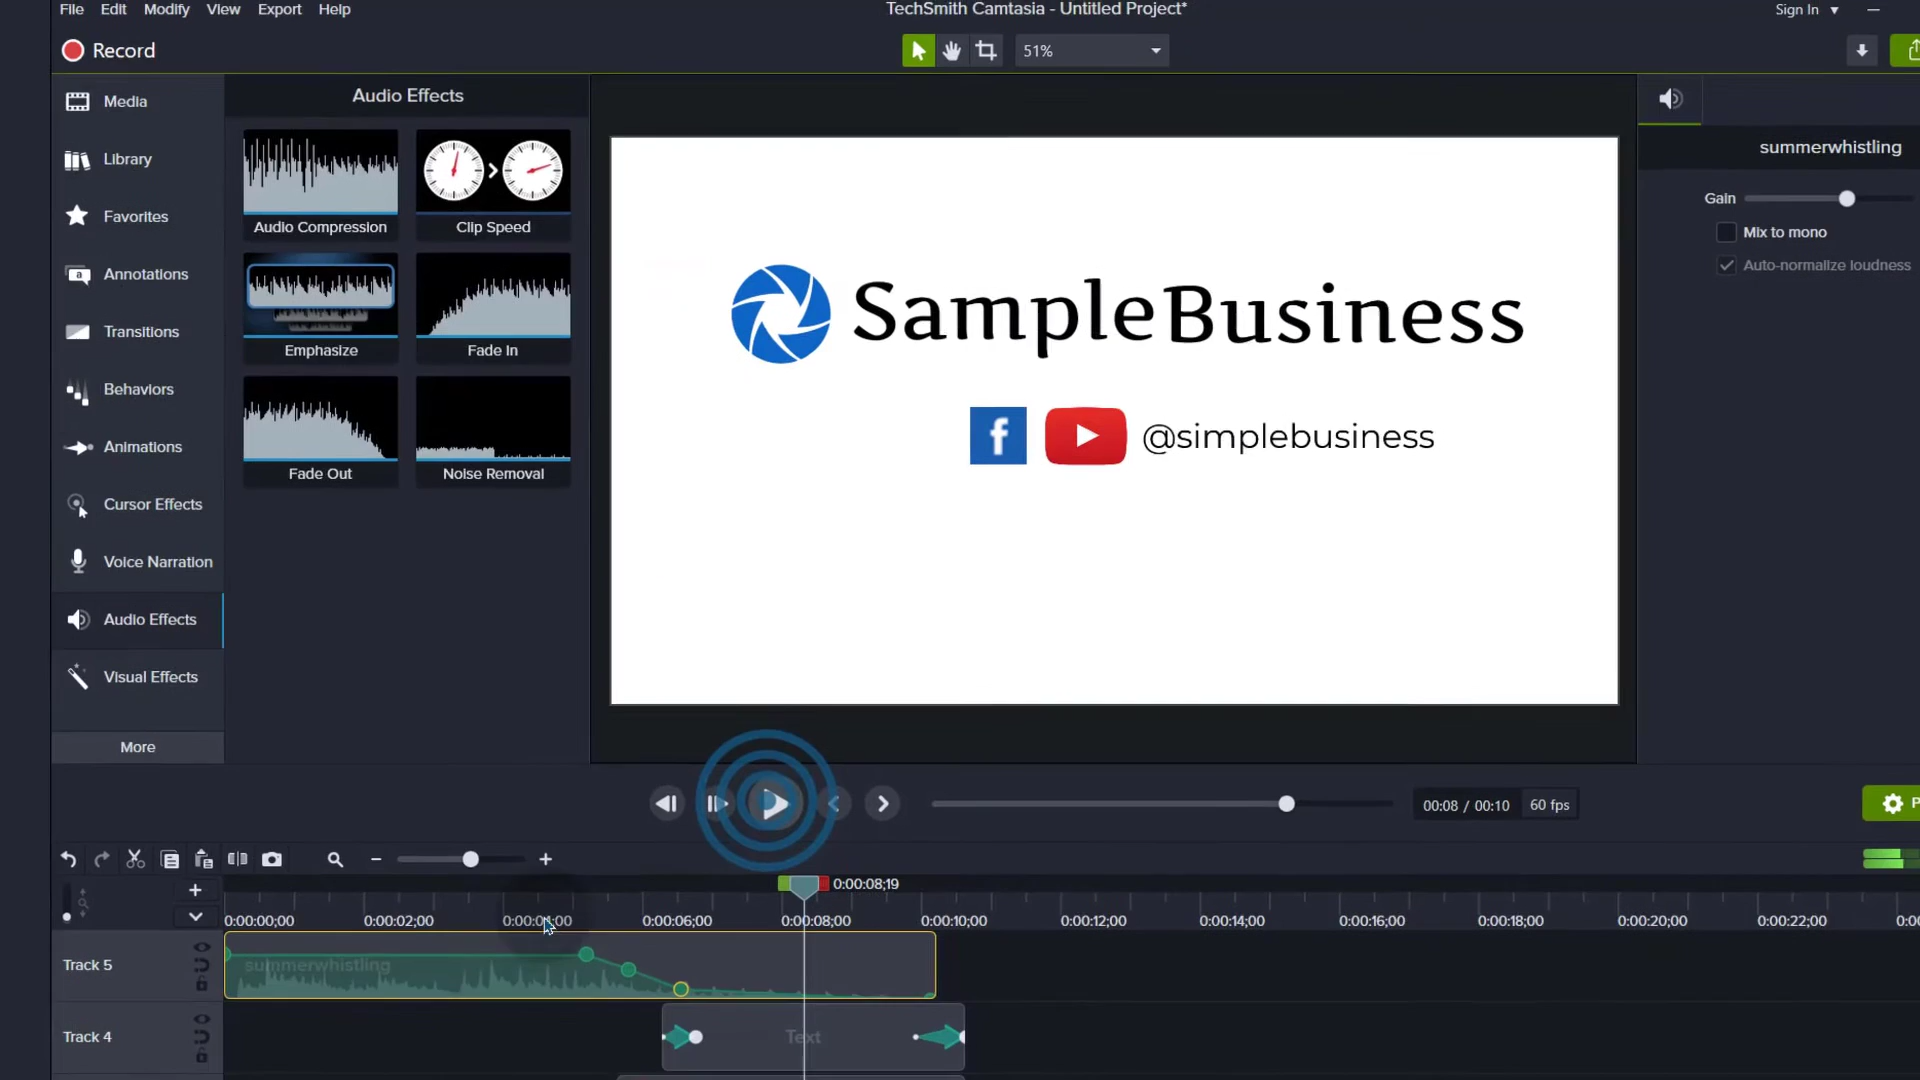 File Edit Modify View Export Help
TechSmith Camtasia - Untitled Project*
Sign In
Record
51%
Media
Library
Favorites
Annotations
Transitions
Behaviors
Animations
Cursor Effects
Voice Narration
Audio Effects
Visual Effects
More
Audio Effects
Audio Compression
Clip Speed
Emphasize
Fade In
Fade Out
Noise Removal
SampleBusiness
@simplebusiness
summerwhistling
Gain
Mix to mono
Auto-normalize loudness
00:08 / 00:10 60 fps
P
0:00:08;19
0:00:00;00 0:00:02;00 0:00:04;00 0:00:06;00 0:00:08;00 0:00:10;00 0:00:12;00 0:00:14;00 0:00:16;00 0:00:18;00 0:00:20;00 0:00:22;00 0:00
Track 5
summerwhistling
Track 4
Text